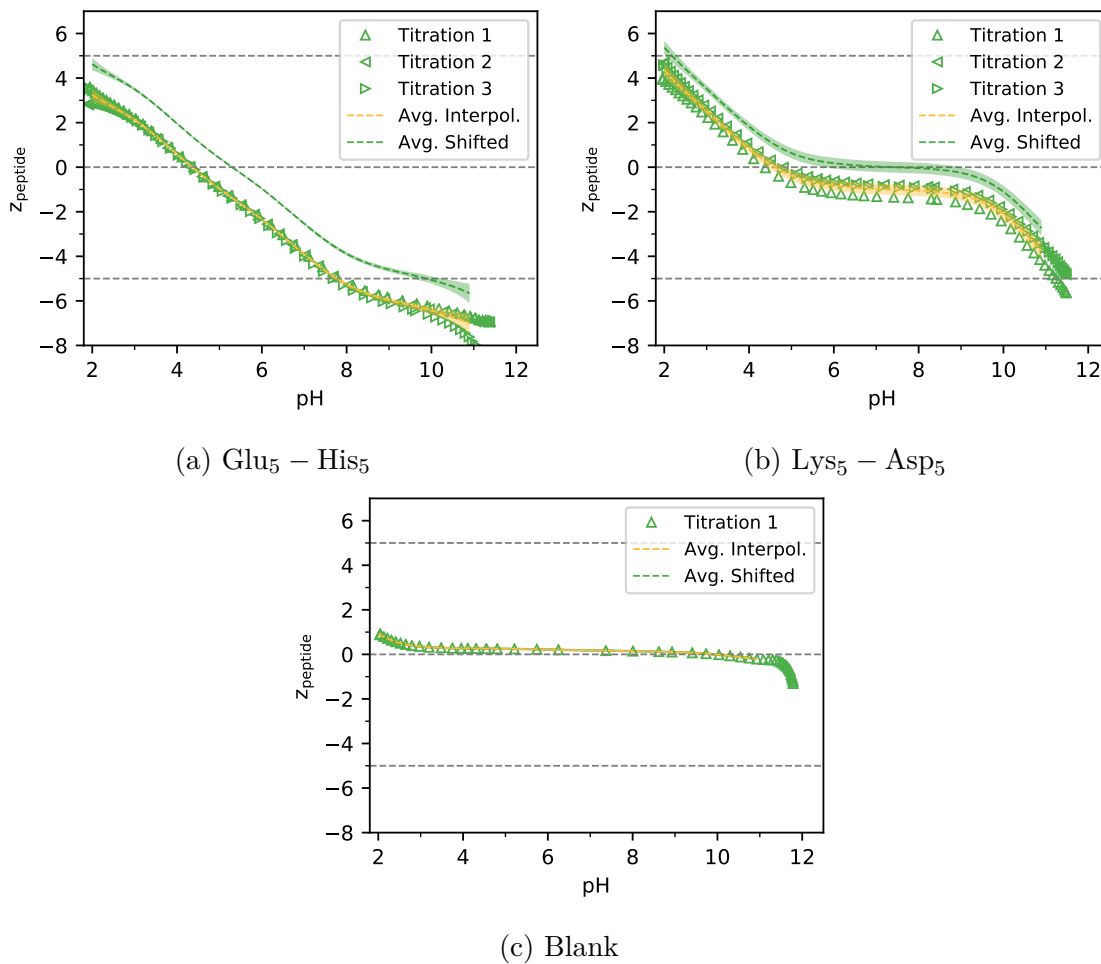 6
4
2
0
−2
−4
−6
−8
z_peptide
Titration 1
Titration 2
Titration 3
Avg. Interpol.
Avg. Shifted
2 4 6 8 10 12
pH
(a) Glu₅ − His₅
6
4
2
0
−2
−4
−6
−8
z_peptide
Titration 1
Titration 2
Titration 3
Avg. Interpol.
Avg. Shifted
2 4 6 8 10 12
pH
(b) Lys₅ − Asp₅
6
4
2
0
−2
−4
−6
−8
z_peptide
Titration 1
Avg. Interpol.
Avg. Shifted
2 4 6 8 10 12
pH
(c) Blank